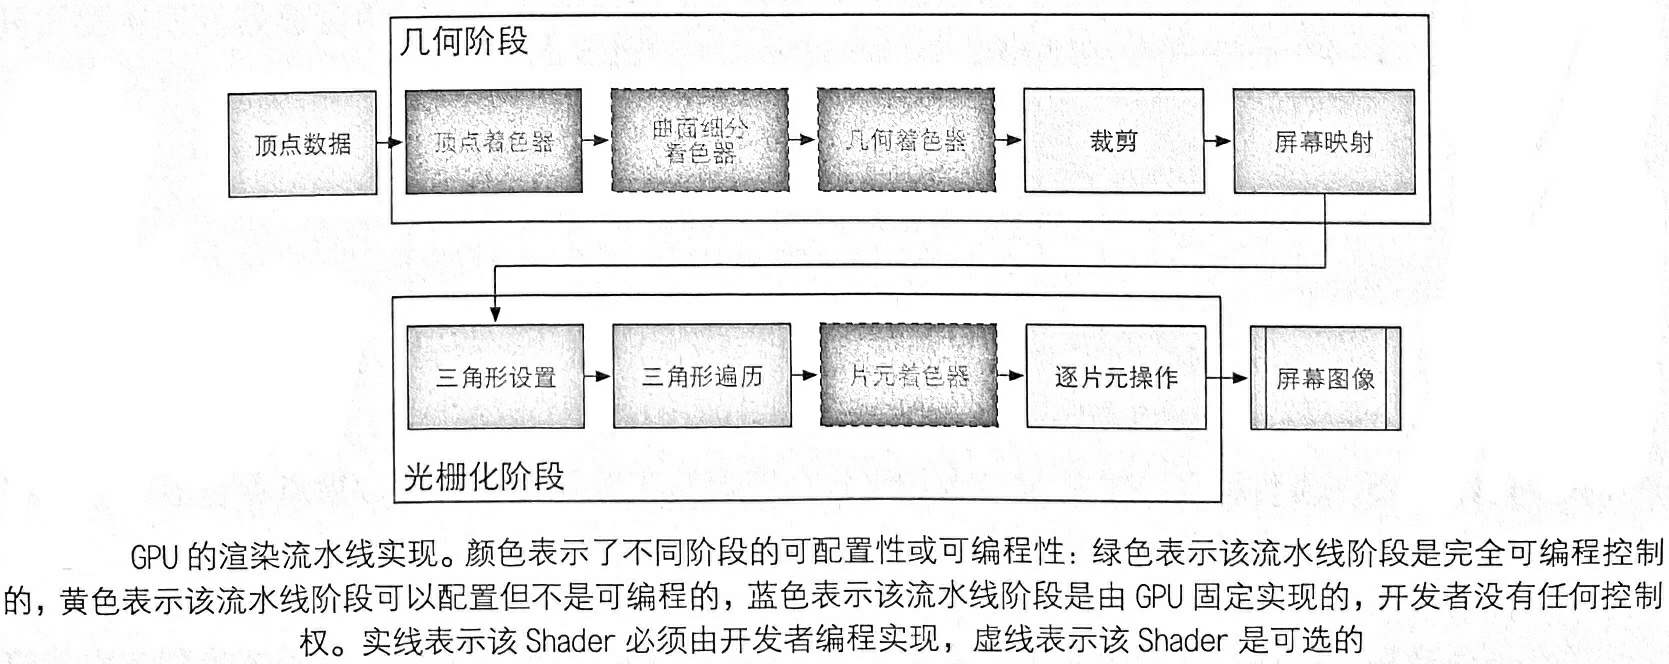 几何阶段
顶点数据
顶点着色器
曲面细分
着色器
几何着色器
裁剪
屏幕映射
三角形设置
三角形遍历
片元着色器
逐片元操作
屏幕图像
光栅化阶段
GPU 的渲染流水线实现。颜色表示了不同阶段的可配置性或可编程性：绿色表示该流水线阶段是完全可编程控制
的，黄色表示该流水线阶段可以配置但不是可编程的，蓝色表示该流水线阶段是由 GPU 固定实现的，开发者没有任何控制
权。实线表示该 Shader 必须由开发者编程实现，虚线表示该 Shader 是可选的